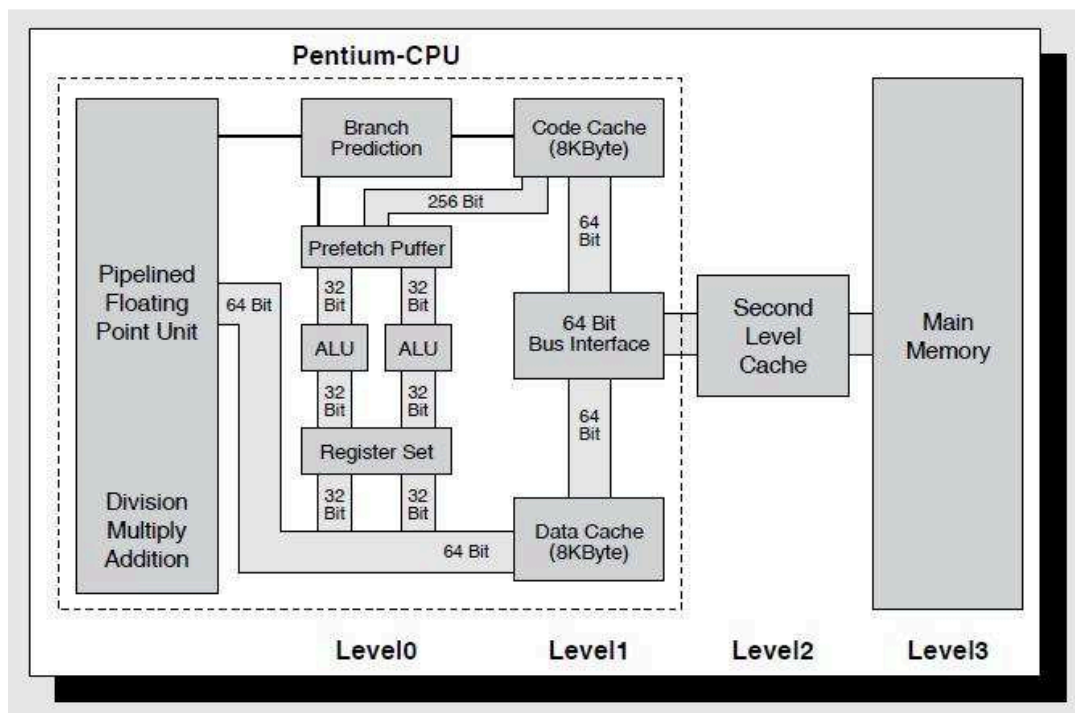 Pentium-CPU
Branch
Prediction
Code Cache
(8KByte)
256 Bit
64
Bit
Prefetch Puffer
Pipelined
Floating
Point Unit
64 Bit
32
Bit
32
Bit
ALU
ALU
64 Bit
Bus Interface
Second
Level
Cache
Main
Memory
32
Bit
32
Bit
64
Bit
Register Set
32
Bit
32
Bit
Division
Multiply
Addition
64 Bit
Data Cache
(8KByte)
Level0
Level1
Level2
Level3